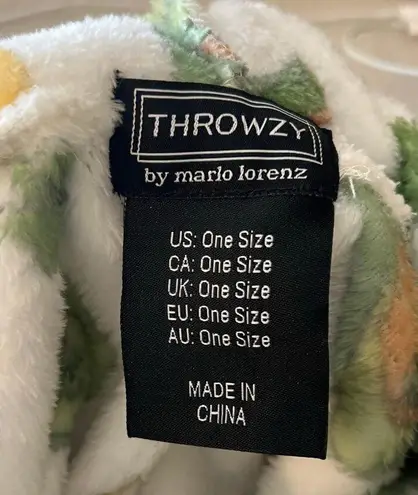 THROWZY
by marlo lorenz
US: One Size
CA: One Size
UK: One Size
EU: One Size
AU: One Size
MADE IN
CHINA